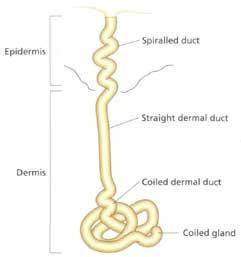 Spiralled duct
Epidermis
Straight dermal duct
Dermis
Coiled dermal duct
Coiled gland